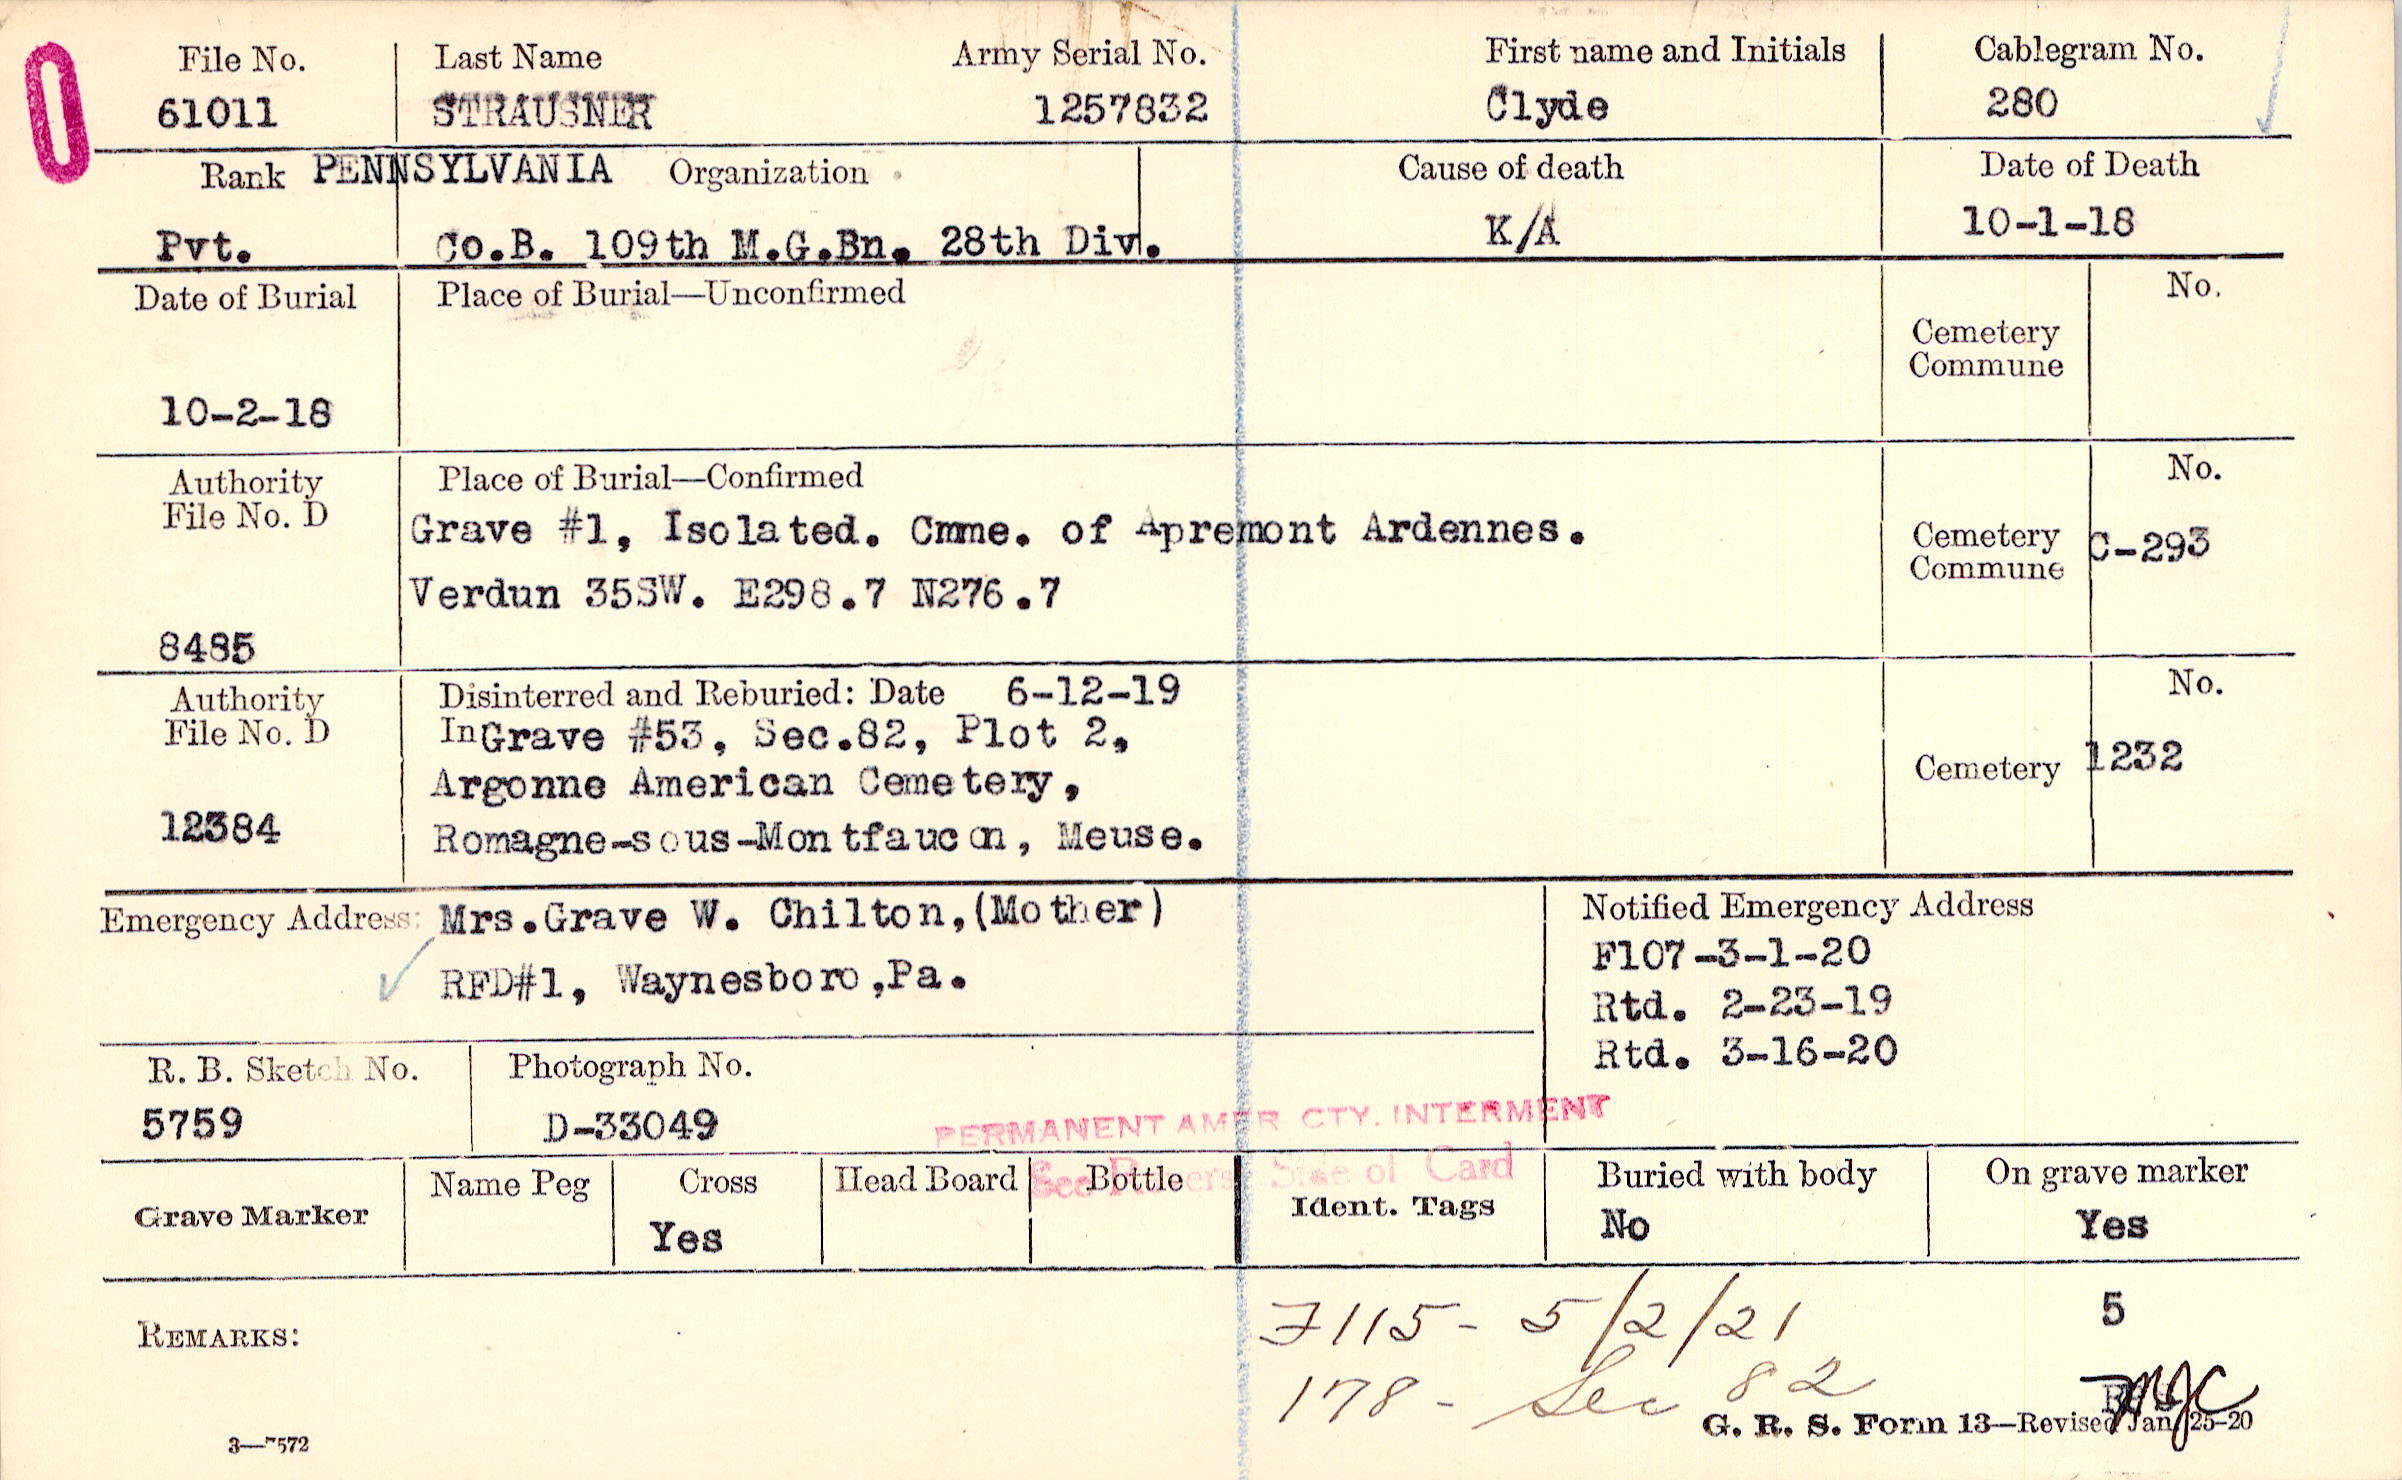 File No. Last Name Army Serial No. First name and Initials Cablegram No.
61011 STRAUSNER 1257832 Clyde 280
Rank PENNSYLVANIA Organization Cause of death Date of Death
Pvt. Co.B. 109th M.G.Bn. 28th Div. K/A 10-1-18
Date of Burial Place of Burial—Unconfirmed No.
Cemetery
Commune
10-2-18
Authority Place of Burial—Confirmed No.
File No. D Grave #1, Isolated. Cmme. of Apremont Ardennes. Cemetery C-293
Commune
Verdun 35SW. E298.7 N276.7
8485
Authority Disinterred and Reburied: Date 6-12-19 No.
File No. D In Grave #53, Sec.82, Plot 2,
Argonne American Cemetery, Cemetery 1232
12384 Romagne-sous-Montfaucon, Meuse.
Emergency Address: Mrs.Grave W. Chilton,(Mother) Notified Emergency Address
F107-3-1-20
RFD#1, Waynesboro,Pa. Rtd. 2-23-19
Rtd. 3-16-20
R. B. Sketch No. Photograph No.
5759 D-33049
PERMANENT AMER CTY. INTERMENT
See Reverse Side of Card
Grave Marker Name Peg Cross Head Board Bottle Ident. Tags Buried with body On grave marker
Yes No Yes
REMARKS: F115- 5/2/21 5
178- Sec 82
G. R. S. Form 13—Revised Jan. 25-20
3—7572